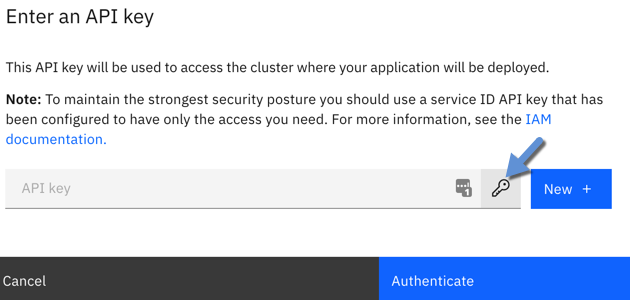 Enter an API key
This API key will be used to access the cluster where your application will be deployed.
Note: To maintain the strongest security posture you should use a service ID API key that has
been configured to have only the access you need. For more information, see the IAM
documentation.
API key
1
New +
Cancel
Authenticate